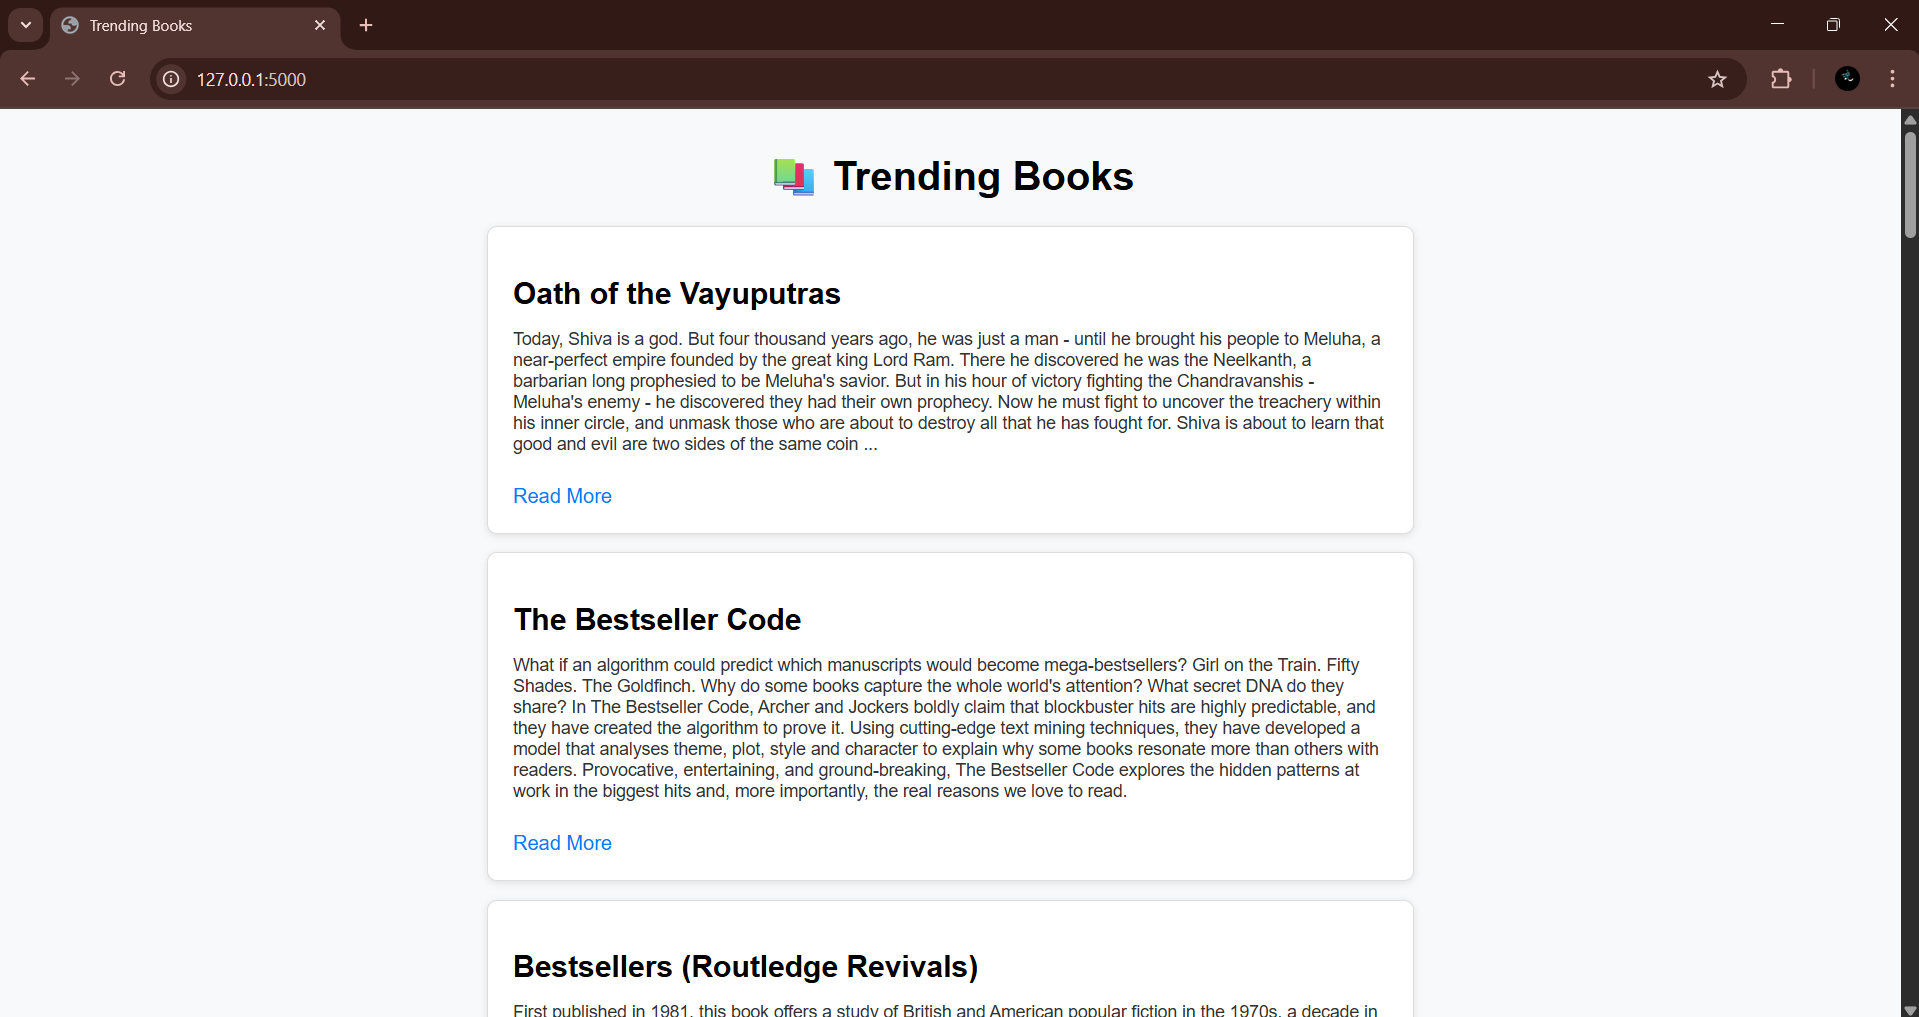 Trending Books
127.0.0.1:5000
Trending Books
Oath of the Vayuputras
Today, Shiva is a god. But four thousand years ago, he was just a man - until he brought his people to Meluha, a
near-perfect empire founded by the great king Lord Ram. There he discovered he was the Neelkanth, a
barbarian long prophesied to be Meluha's savior. But in his hour of victory fighting the Chandravanshis -
Meluha's enemy - he discovered they had their own prophecy. Now he must fight to uncover the treachery within
his inner circle, and unmask those who are about to destroy all that he has fought for. Shiva is about to learn that
good and evil are two sides of the same coin ...
Read More
The Bestseller Code
What if an algorithm could predict which manuscripts would become mega-bestsellers? Girl on the Train. Fifty
Shades. The Goldfinch. Why do some books capture the whole world's attention? What secret DNA do they
share? In The Bestseller Code, Archer and Jockers boldly claim that blockbuster hits are highly predictable, and
they have created the algorithm to prove it. Using cutting-edge text mining techniques, they have developed a
model that analyses theme, plot, style and character to explain why some books resonate more than others with
readers. Provocative, entertaining, and ground-breaking, The Bestseller Code explores the hidden patterns at
work in the biggest hits and, more importantly, the real reasons we love to read.
Read More
Bestsellers (Routledge Revivals)
First published in 1981, this book offers a study of British and American popular fiction in the 1970s, a decade in